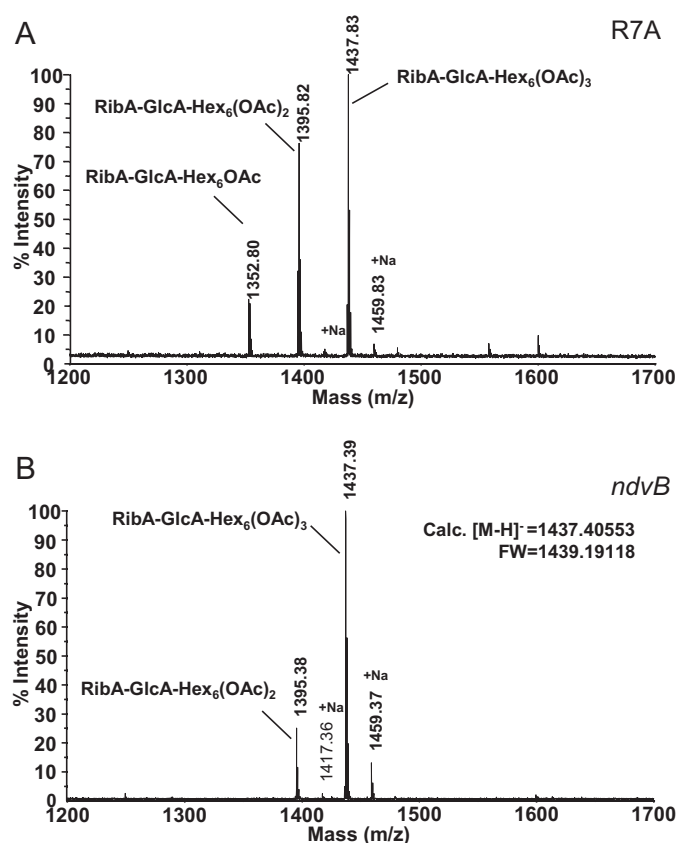 A
R7A
1437.83
100
RibA-GlcA-Hex6(OAc)3
90
RibA-GlcA-Hex6(OAc)2
1395.82
80
70
RibA-GlcA-Hex6OAc
60
% Intensity
50
40
1352.80
+Na
1459.83
30
20
+Na
10
0
1200 1300 1400 1500 1600 1700
Mass (m/z)
B
1437.39
ndvB
100
RibA-GlcA-Hex6(OAc)3
Calc. [M-H]-=1437.40553
90
FW=1439.19118
80
70
60
% Intensity
50
1395.38
+Na
1459.37
40
RibA-GlcA-Hex6(OAc)2
+Na
1417.36
30
20
10
0
1200 1300 1400 1500 1600 1700
Mass (m/z)